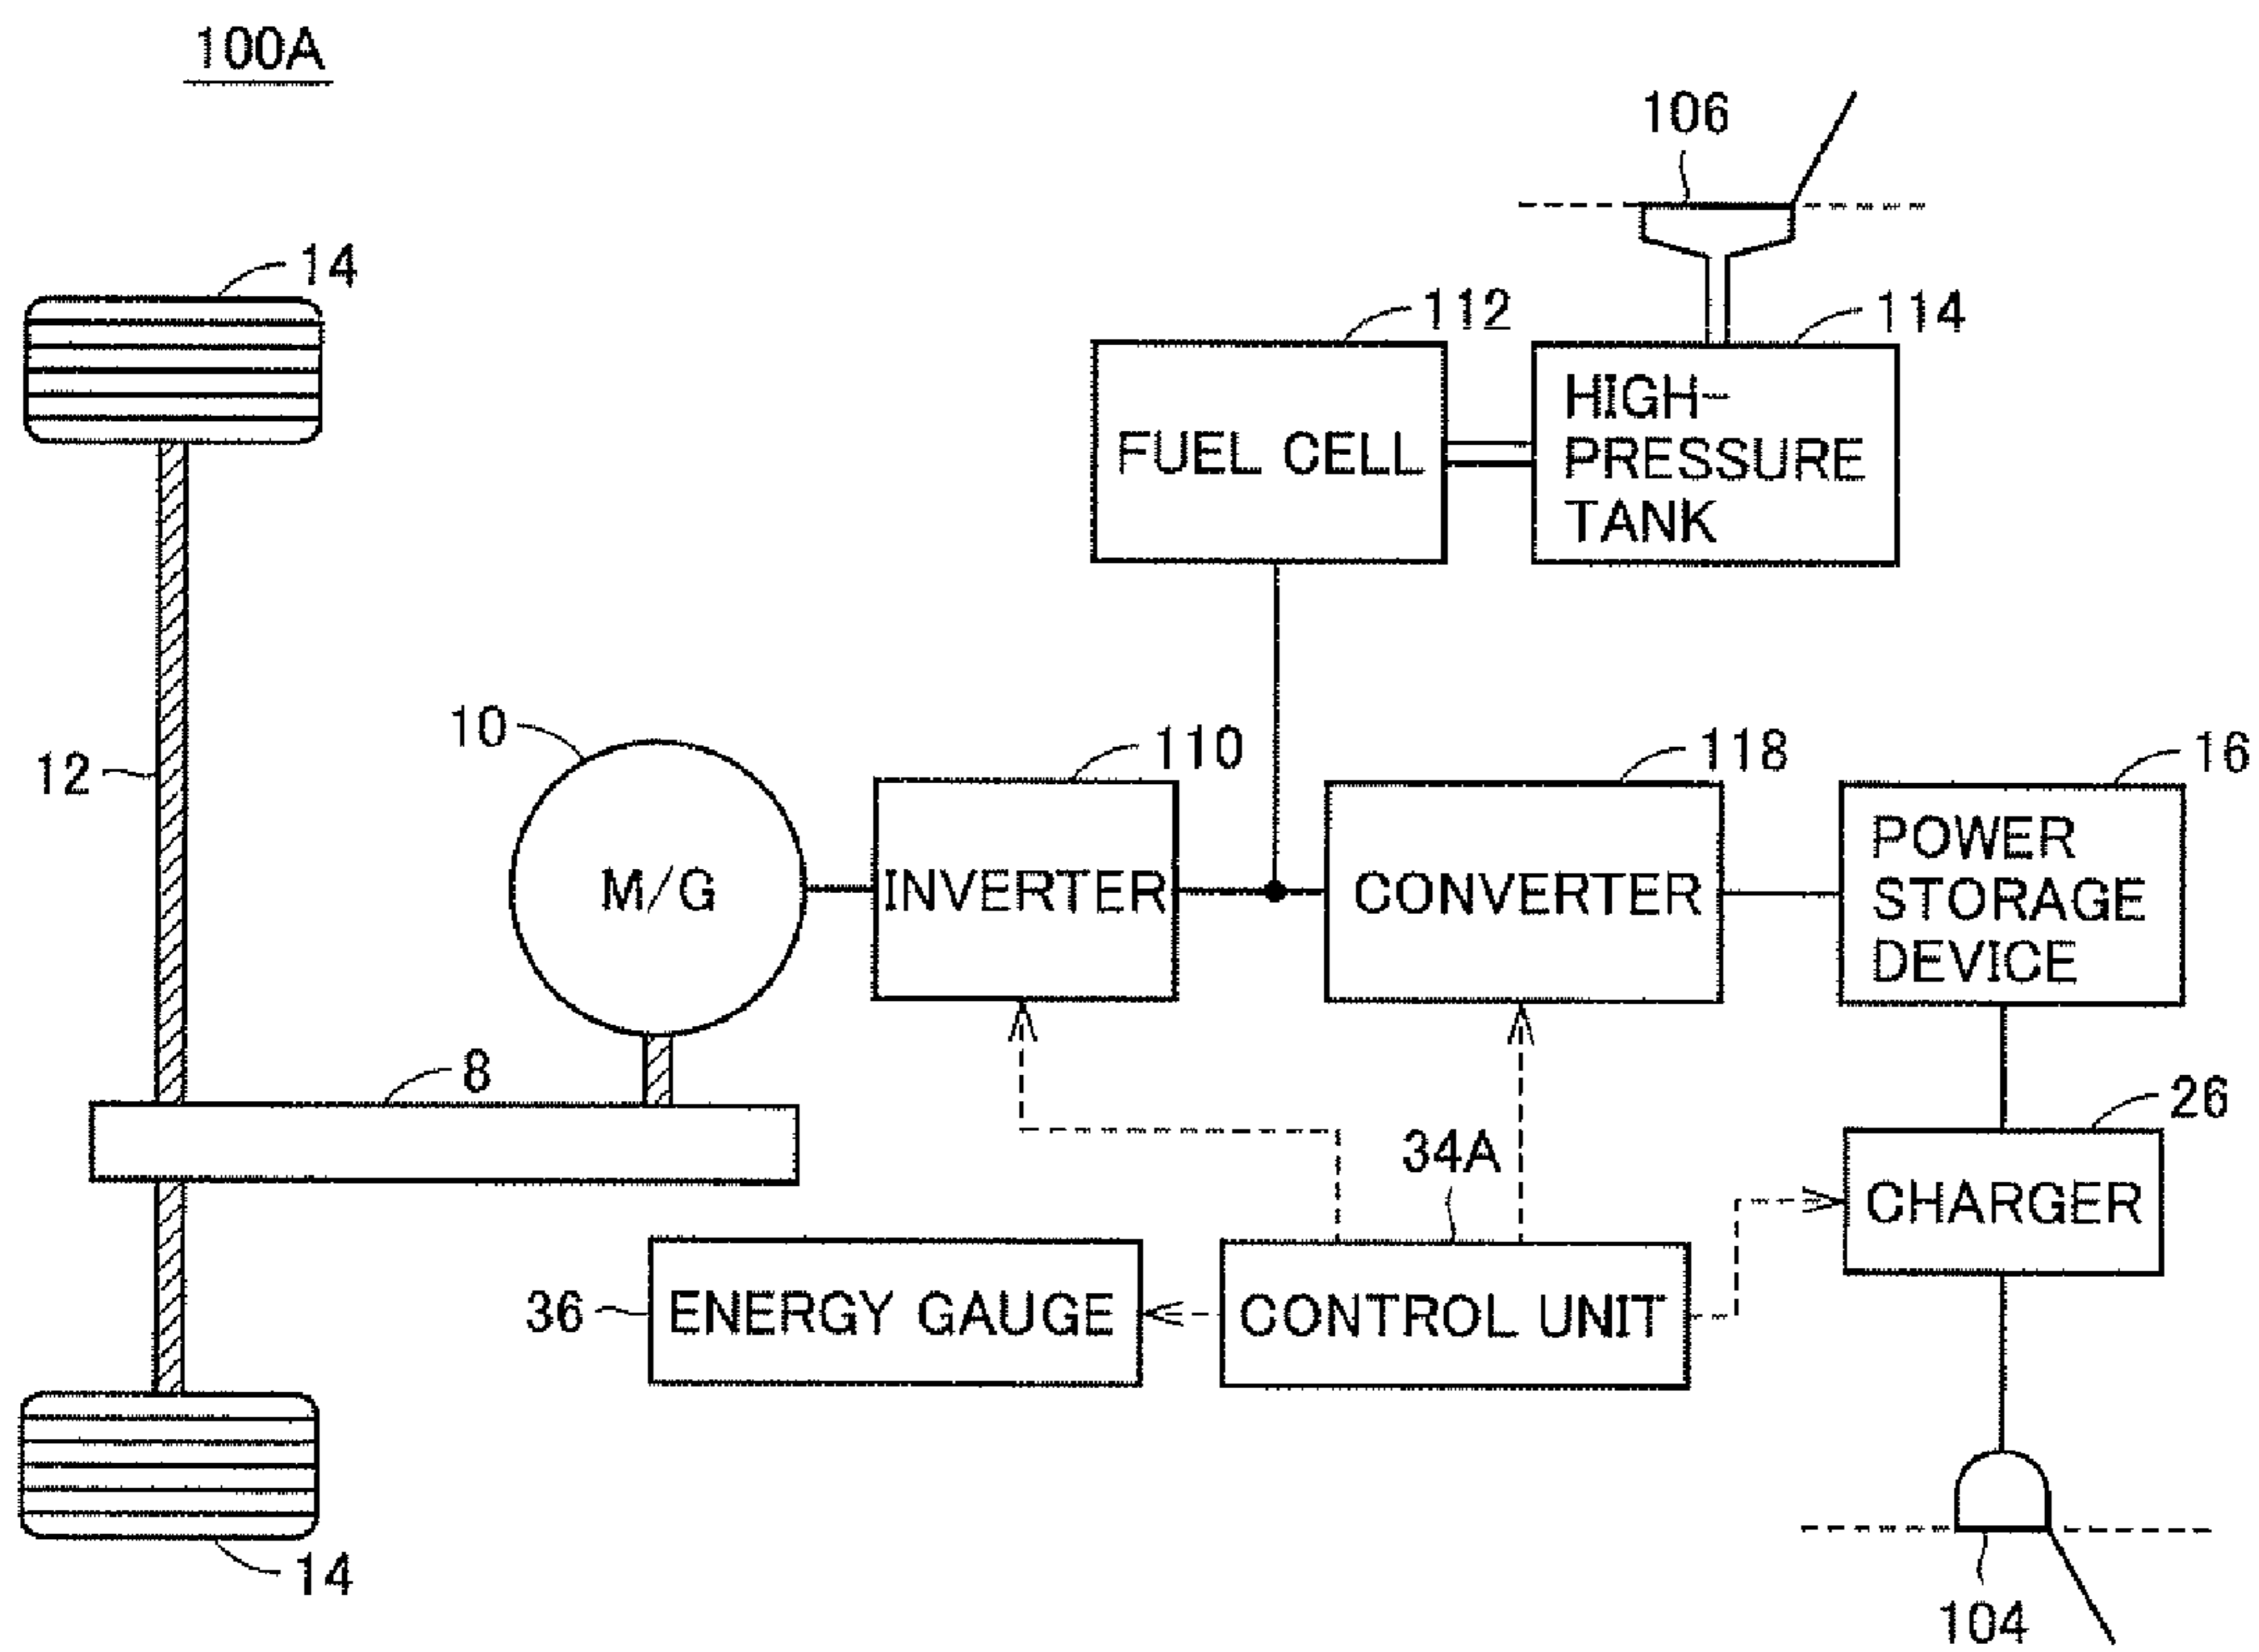 100A
106
14
112
114
FUEL CELL
HIGH-
PRESSURE
TANK
10
110
118
16
12
M/G
INVERTER
CONVERTER
POWER
STORAGE
DEVICE
8
26
34A
CHARGER
36
ENERGY GAUGE
CONTROL UNIT
14
104